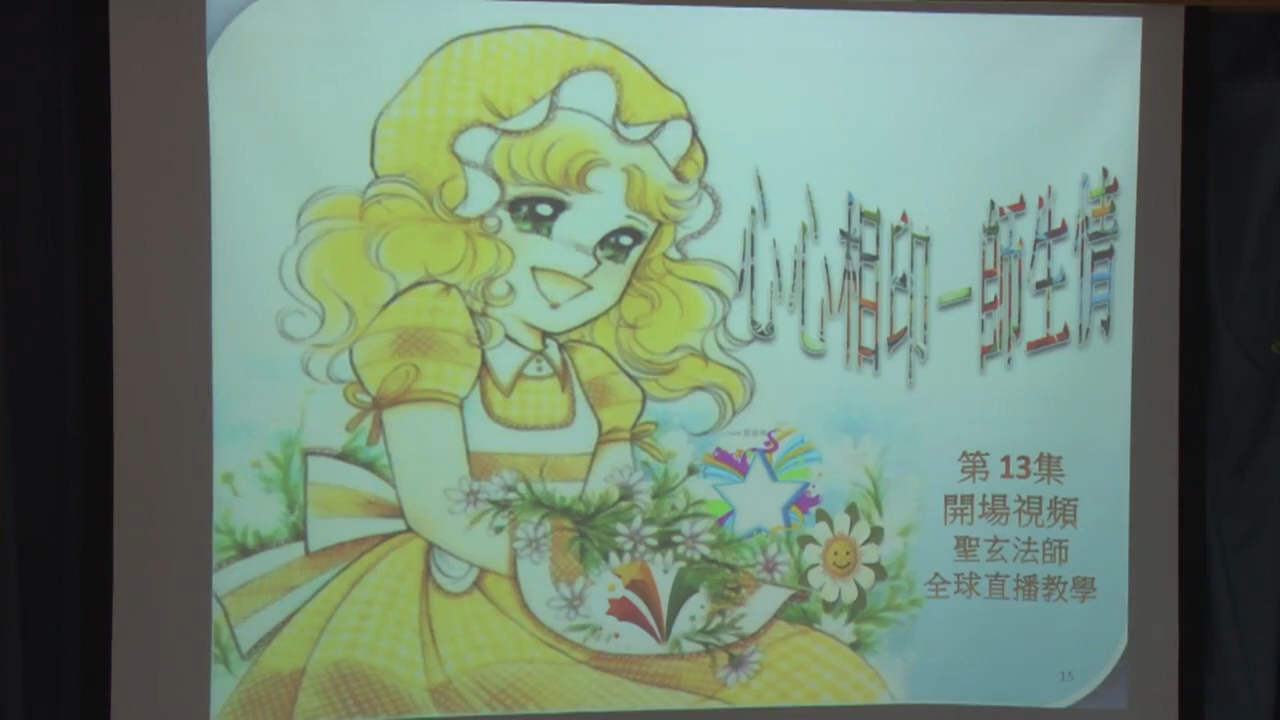 心心相印—師生情
第 13集
開場視頻
聖玄法師
全球直播教學
15